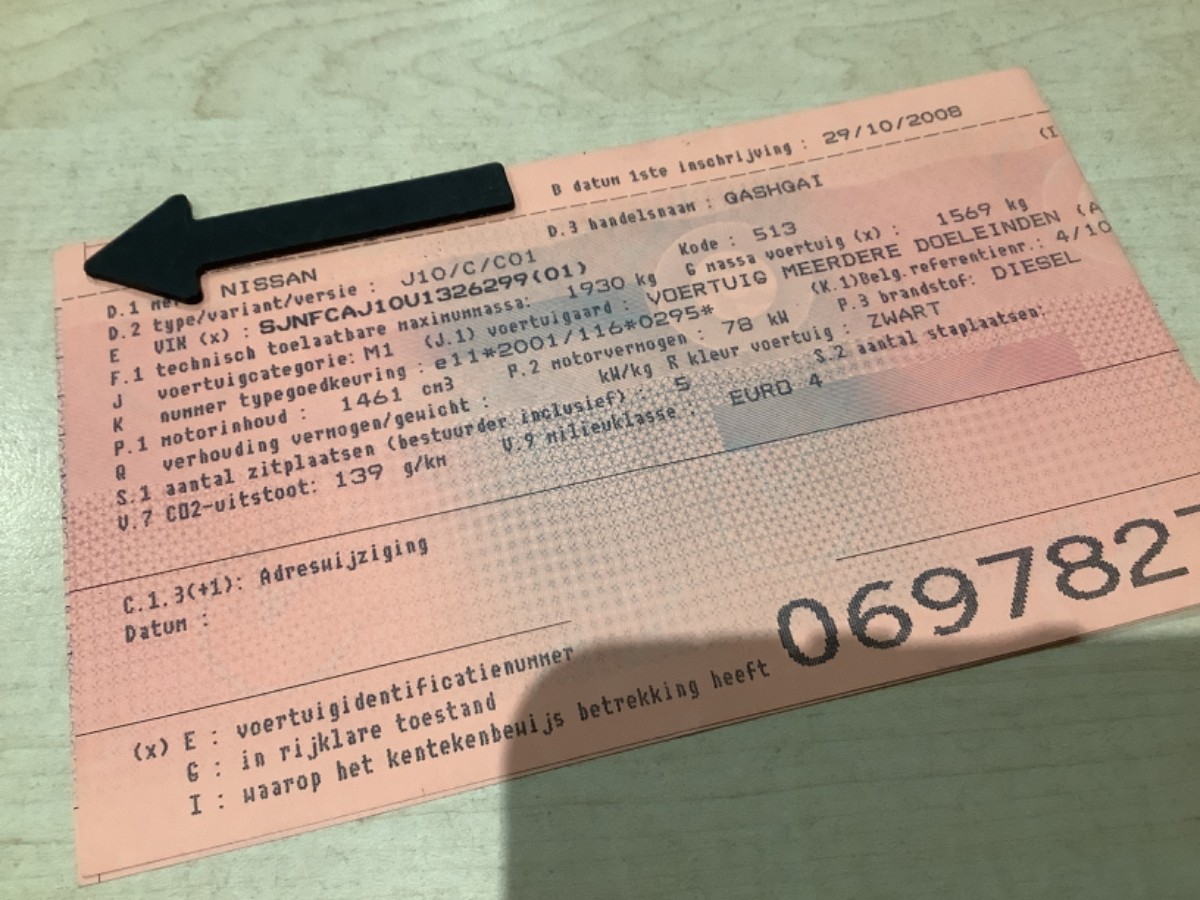 B datum 1ste inschrijving : 29/10/2008 (I
D.1 NISSAN D.3 handelsnaam : QASHQAI
D.2 type/variant/versie : J10/C/C01 Kode : 513
E VIN (x) : SJNFCAJ10U1326299(01) G massa voertuig (x) : 1569 kg
F.1 technisch toelaatbare maximummassa: 1930 kg
J voertuigcategorie: M1 (J.1) voertuigaard : VOERTUIG MEERDERE DOELEINDEN (A
K nummer typegoedkeuring : e11*2001/116*0295* (K.1)Belg.referentienr.: 4/10
P.1 motorinhoud : 1461 cm3 P.2 motorvermogen : 78 kW P.3 brandstof: DIESEL
Q verhouding vermogen/gewicht : kW/kg R kleur voertuig : ZWART
S.1 aantal zitplaatsen (bestuurder inclusief) : 5 S.2 aantal staplaatsen:
V.7 CO2-uitstoot: 139 g/km V.9 milieuklasse : EURO 4
C.1.3(+1): Adreswijziging
Datum :
069782
(x) E : voertuigidentificatienummer
G : in rijklare toestand
I : waarop het kentekenbewijs betrekking heeft